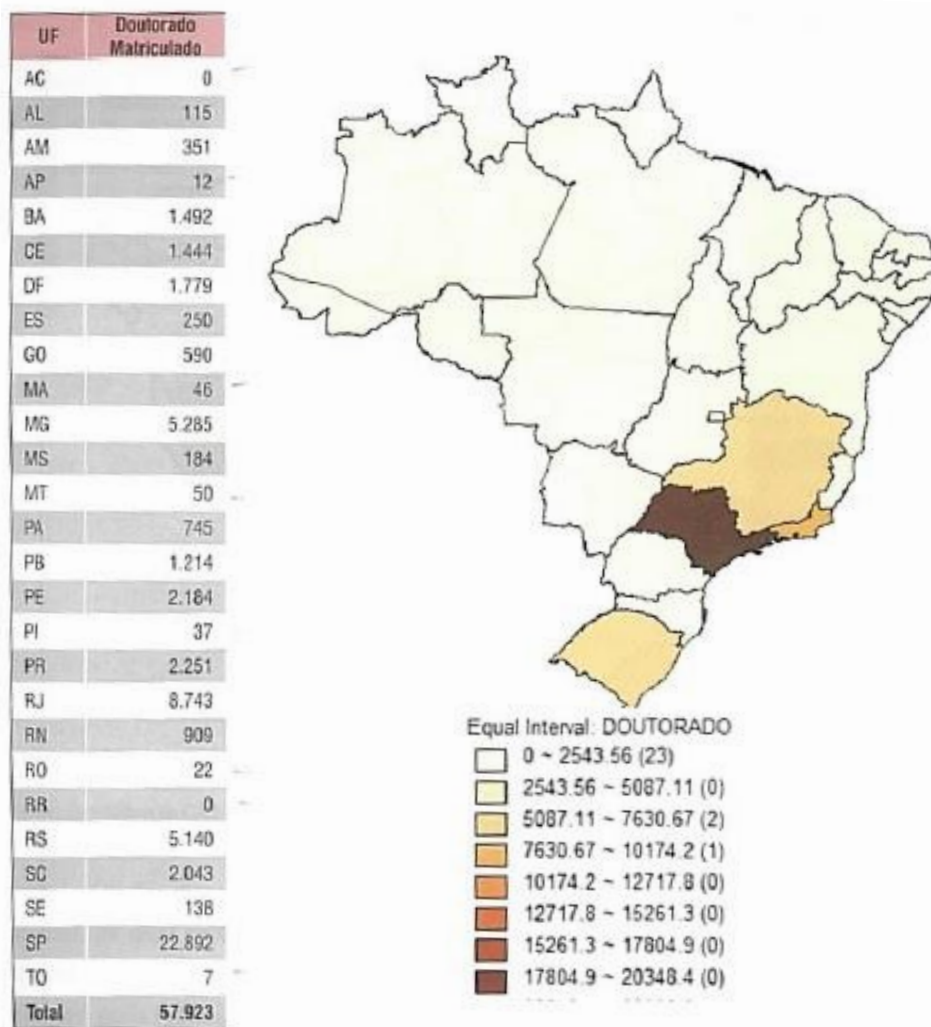 UF Doutorado Matriculado
AC 0
AL 115
AM 351
AP 12
BA 1.492
CE 1.444
DF 1.779
ES 250
GO 590
MA 46
MG 5.285
MS 184
MT 50
PA 745
PB 1.214
PE 2.184
PI 37
PR 2.251
RJ 8.743
RN 909
RO 22
RR 0
RS 5.140
SC 2.043
SE 138
SP 22.892
TO 7
Total 57.923
Equal Interval: DOUTORADO
0 ~ 2543.56 (23)
2543.56 ~ 5087.11 (0)
5087.11 ~ 7630.67 (2)
7630.67 ~ 10174.2 (1)
10174.2 ~ 12717.8 (0)
12717.8 ~ 15261.3 (0)
15261.3 ~ 17804.9 (0)
17804.9 ~ 20348.4 (0)